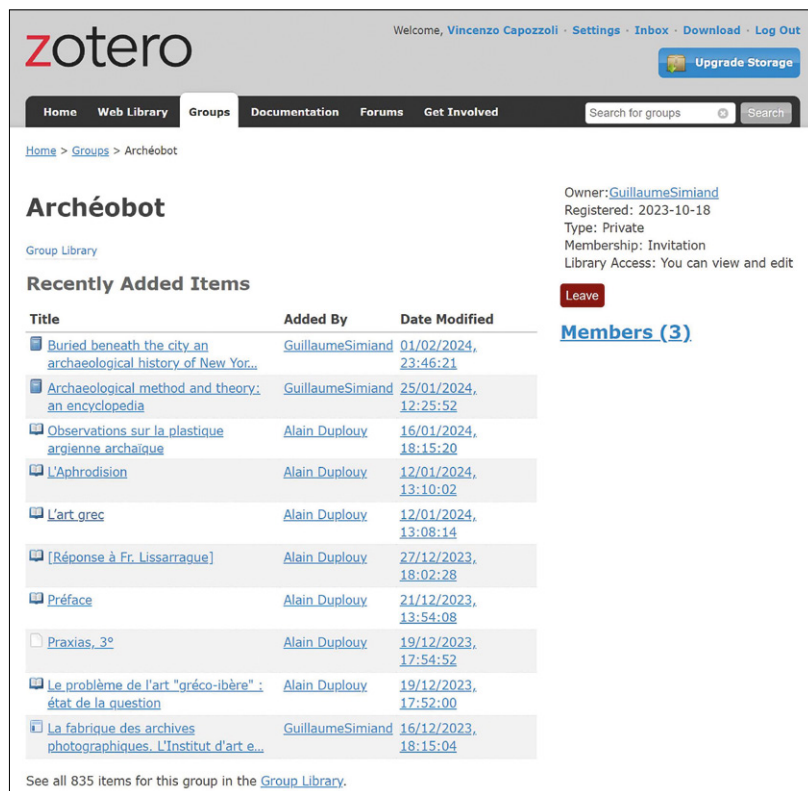 zotero
Welcome, Vincenzo Capozzoli · Settings · Inbox · Download · Log Out
Upgrade Storage
Home Web Library Groups Documentation Forums Get Involved
Search for groups Search
Home > Groups > Archéobot
Archéobot
Group Library
Recently Added Items
Title Added By Date Modified
Buried beneath the city an GuillaumeSimiand 01/02/2024,
archaeological history of New Yor... 23:46:21
Archaeological method and theory: GuillaumeSimiand 25/01/2024,
an encyclopedia 12:25:52
Observations sur la plastique Alain Duplouy 16/01/2024,
argienne archaïque 18:15:20
L'Aphrodision Alain Duplouy 12/01/2024,
13:10:02
L'art grec Alain Duplouy 12/01/2024,
13:08:14
[Réponse à Fr. Lissarrague] Alain Duplouy 27/12/2023,
18:02:28
Préface Alain Duplouy 21/12/2023,
13:54:08
Praxias, 3° Alain Duplouy 19/12/2023,
17:54:52
Le problème de l'art "gréco-ibère" : Alain Duplouy 19/12/2023,
état de la question 17:52:00
La fabrique des archives GuillaumeSimiand 16/12/2023,
photographiques. L'Institut d'art e... 18:15:04
See all 835 items for this group in the Group Library.
Owner:GuillaumeSimiand
Registered: 2023-10-18
Type: Private
Membership: Invitation
Library Access: You can view and edit
Leave
Members (3)